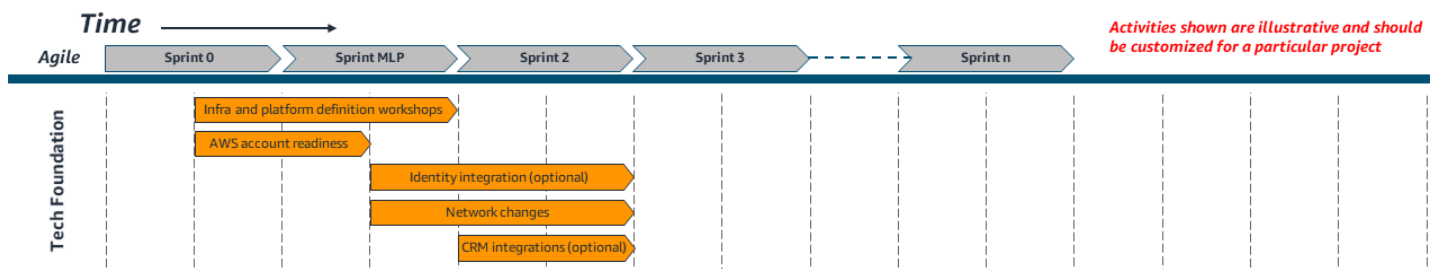 Time
Activities shown are illustrative and should
be customized for a particular project
Agile
Sprint 0
Sprint MLP
Sprint 2
Sprint 3
Sprint n
Tech Foundation
Infra and platform definition workshops
AWS account readiness
Identity integration (optional)
Network changes
CRM integrations (optional)